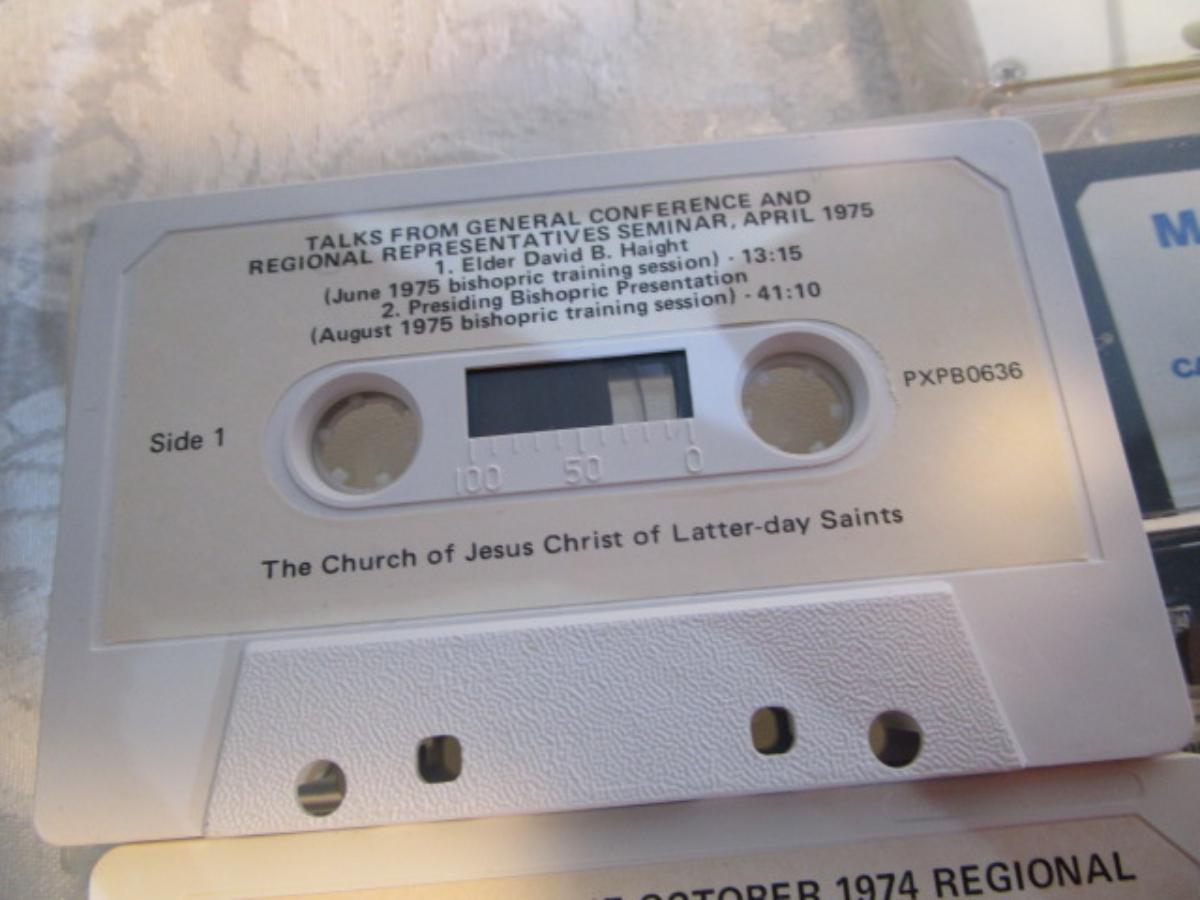 TALKS FROM GENERAL CONFERENCE AND
REGIONAL REPRESENTATIVES SEMINAR, APRIL 1975
1. Elder David B. Haight
(June 1975 bishopric training session) - 13:15
2. Presiding Bishopric Presentation
(August 1975 bishopric training session) - 41:10
PXPB0636
Side 1
100 50 0
The Church of Jesus Christ of Latter-day Saints
OCTOBER 1974 REGIONAL